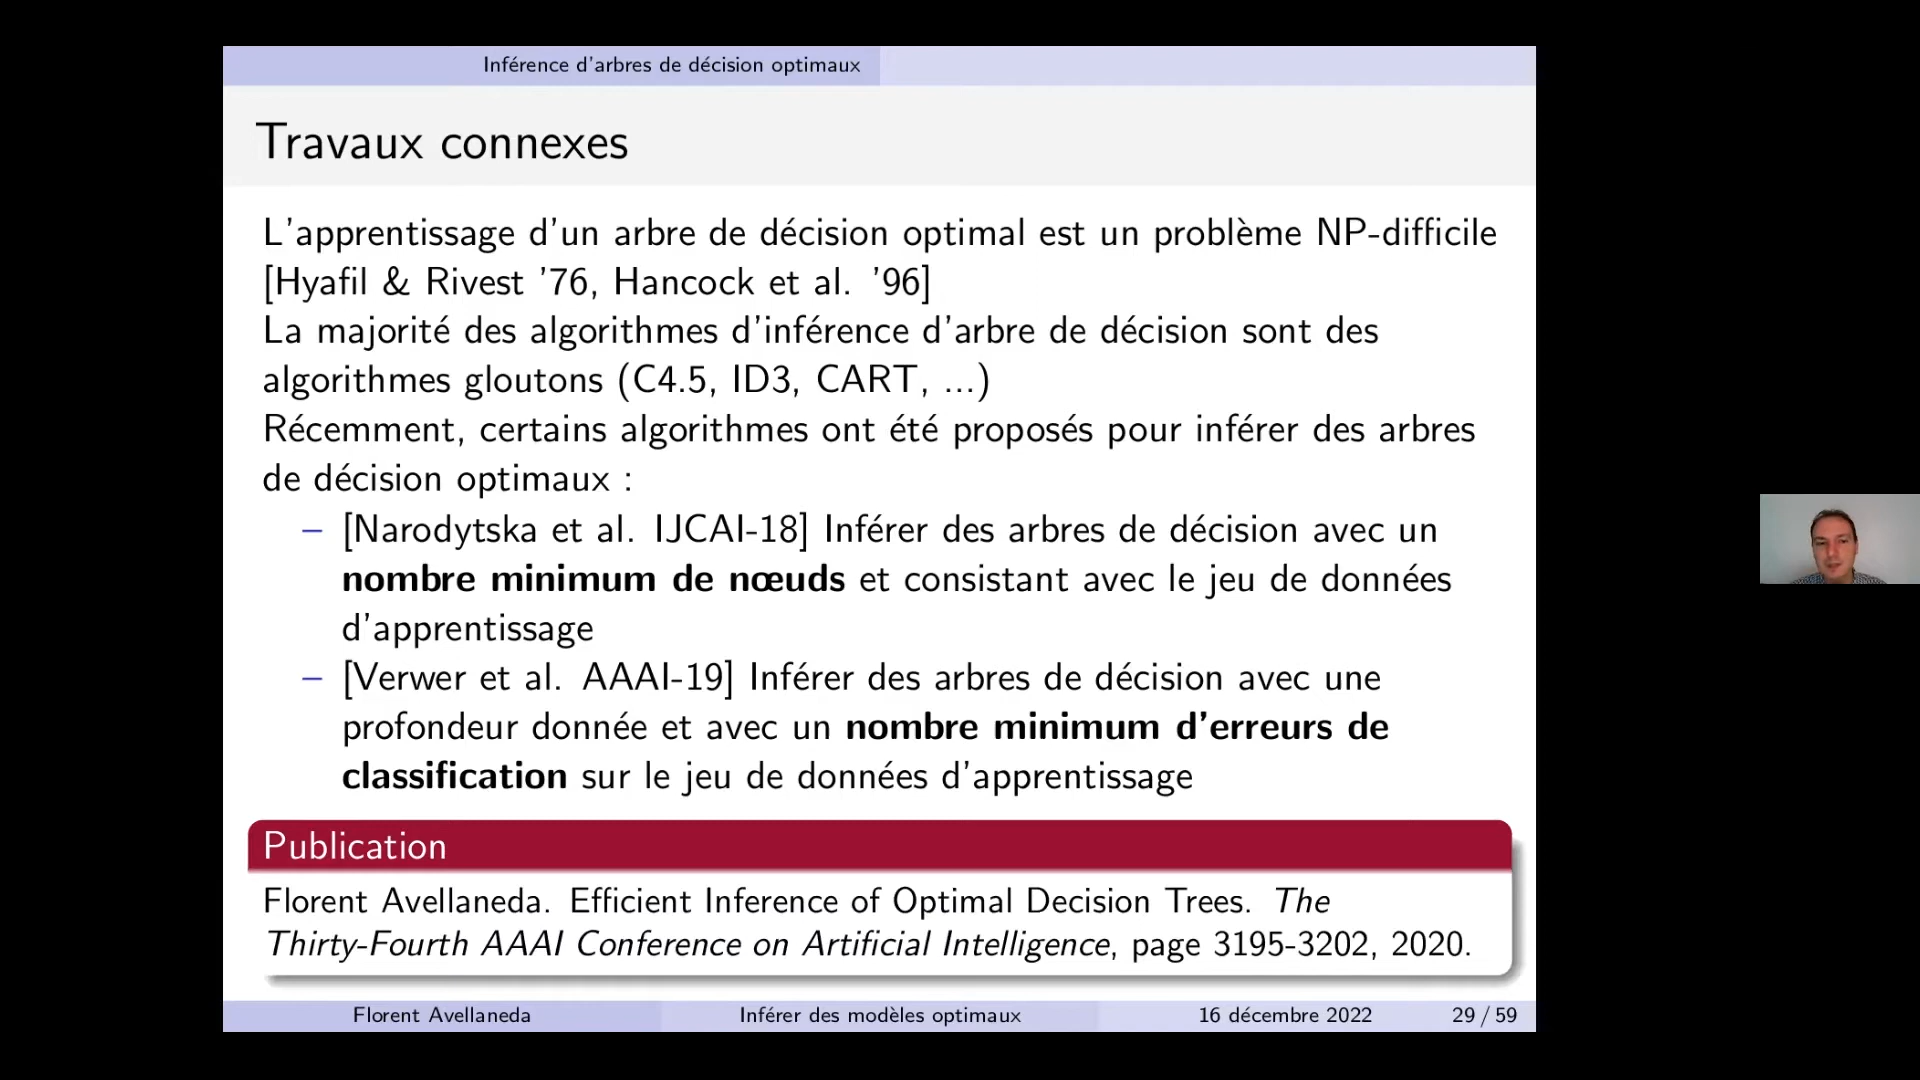 Inférence d'arbres de décision optimaux
Travaux connexes
L'apprentissage d'un arbre de décision optimal est un problème NP-difficile
[Hyafil & Rivest '76, Hancock et al. '96]
La majorité des algorithmes d'inférence d'arbre de décision sont des
algorithmes gloutons (C4.5, ID3, CART, ...)
Récemment, certains algorithmes ont été proposés pour inférer des arbres
de décision optimaux :
– [Narodytska et al. IJCAI-18] Inférer des arbres de décision avec un
nombre minimum de nœuds et consistant avec le jeu de données
d'apprentissage
– [Verwer et al. AAAI-19] Inférer des arbres de décision avec une
profondeur donnée et avec un nombre minimum d'erreurs de
classification sur le jeu de données d'apprentissage
Publication
Florent Avellaneda. Efficient Inference of Optimal Decision Trees. The
Thirty-Fourth AAAI Conference on Artificial Intelligence, page 3195-3202, 2020.
Florent Avellaneda Inférer des modèles optimaux 16 décembre 2022 29 / 59